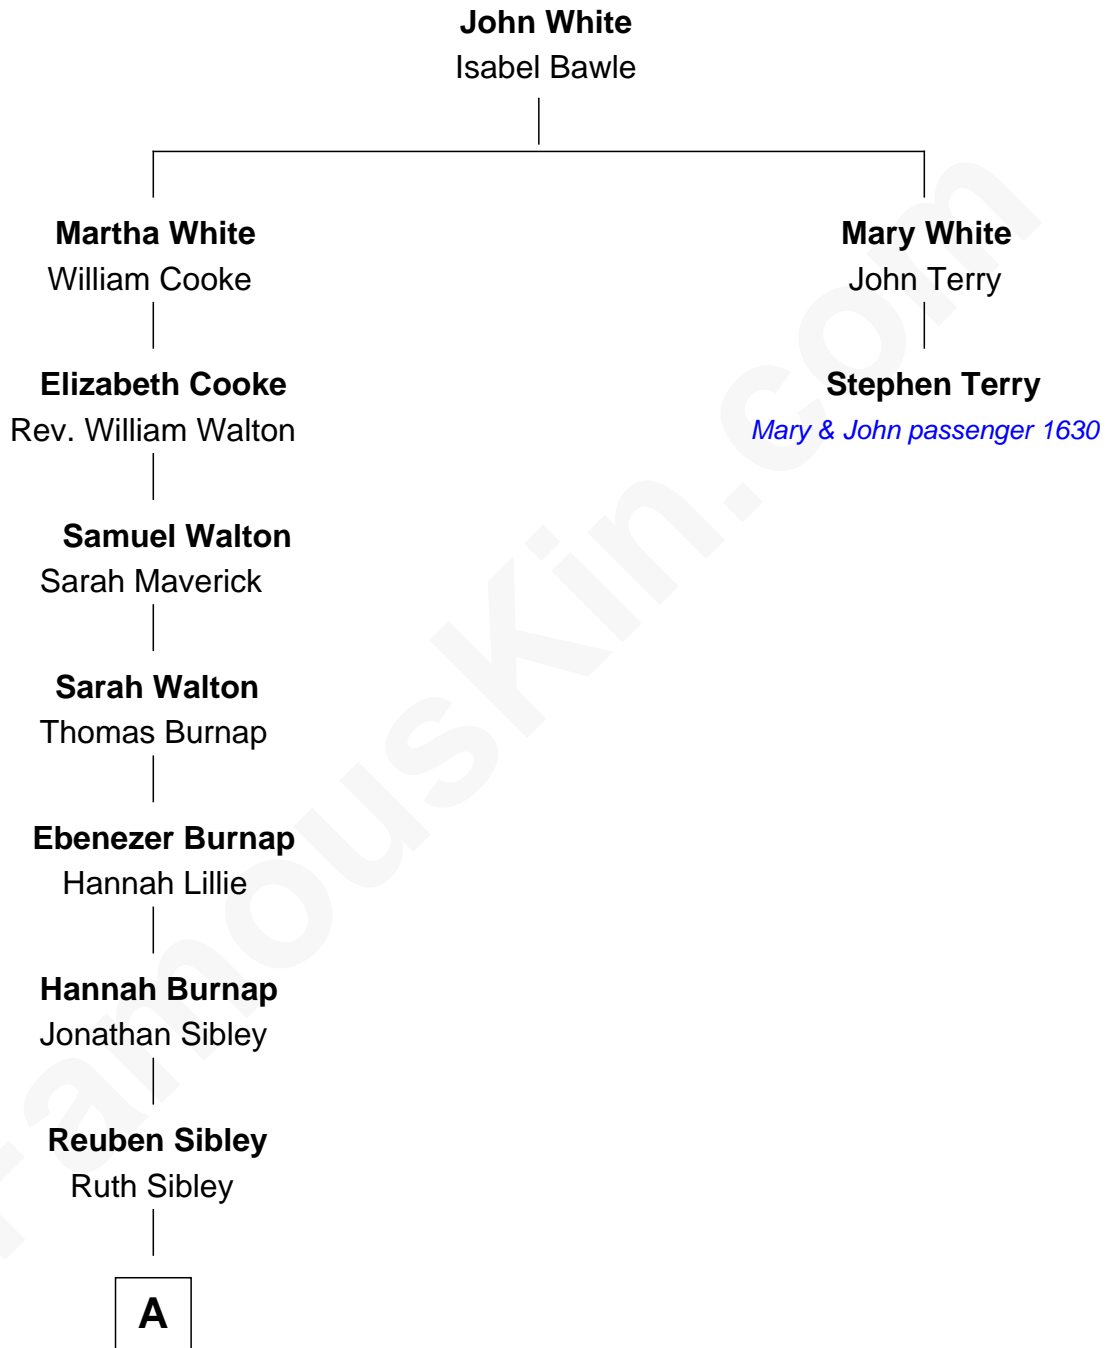 John White
Isabel Bawle
Martha White
William Cooke
Mary White
John Terry
Elizabeth Cooke
Rev. William Walton
Stephen Terry
Mary & John passenger 1630
Samuel Walton
Sarah Maverick
Sarah Walton
Thomas Burnap
Ebenezer Burnap
Hannah Lillie
Hannah Burnap
Jonathan Sibley
Reuben Sibley
Ruth Sibley
A
FamousKin.com